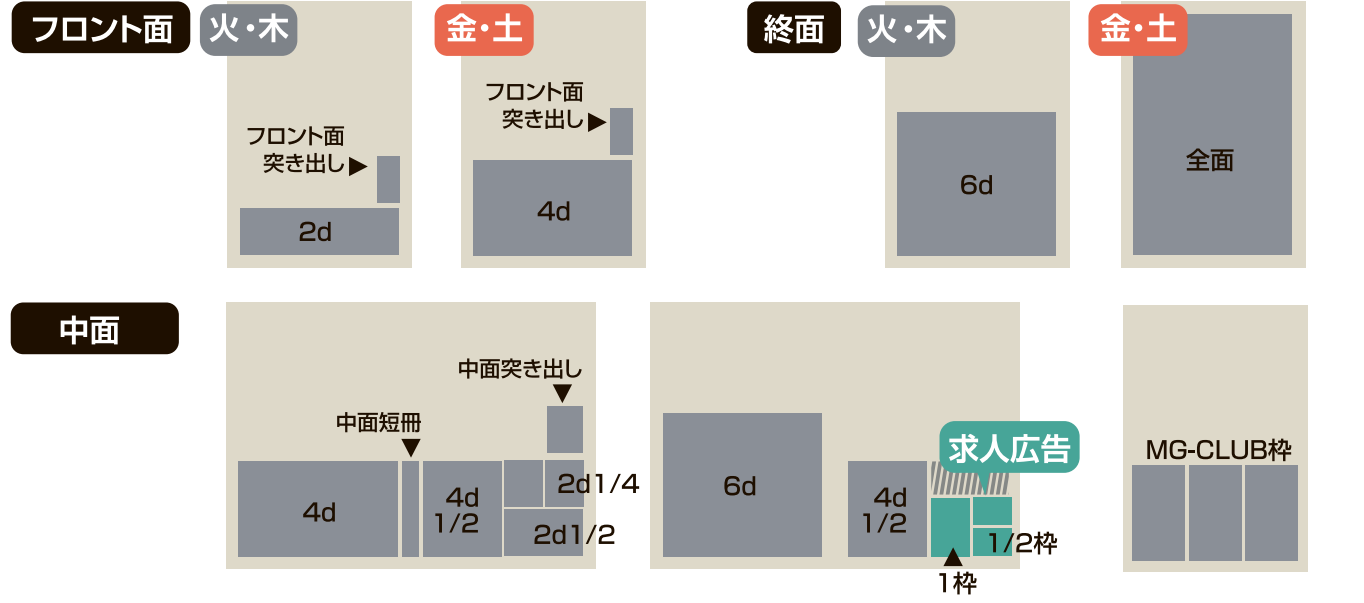 フロント面
火・木
フロント面
突き出し▶
2d
金・土
フロント面
突き出し▶
4d
終面
火・木
6d
金・土
全面
中面
中面突き出し
▼
中面短冊
▼
4d
4d
1/2
2d1/4
2d1/2
6d
4d
1/2
求人広告
1/2枠
▲
1枠
MG-CLUB枠